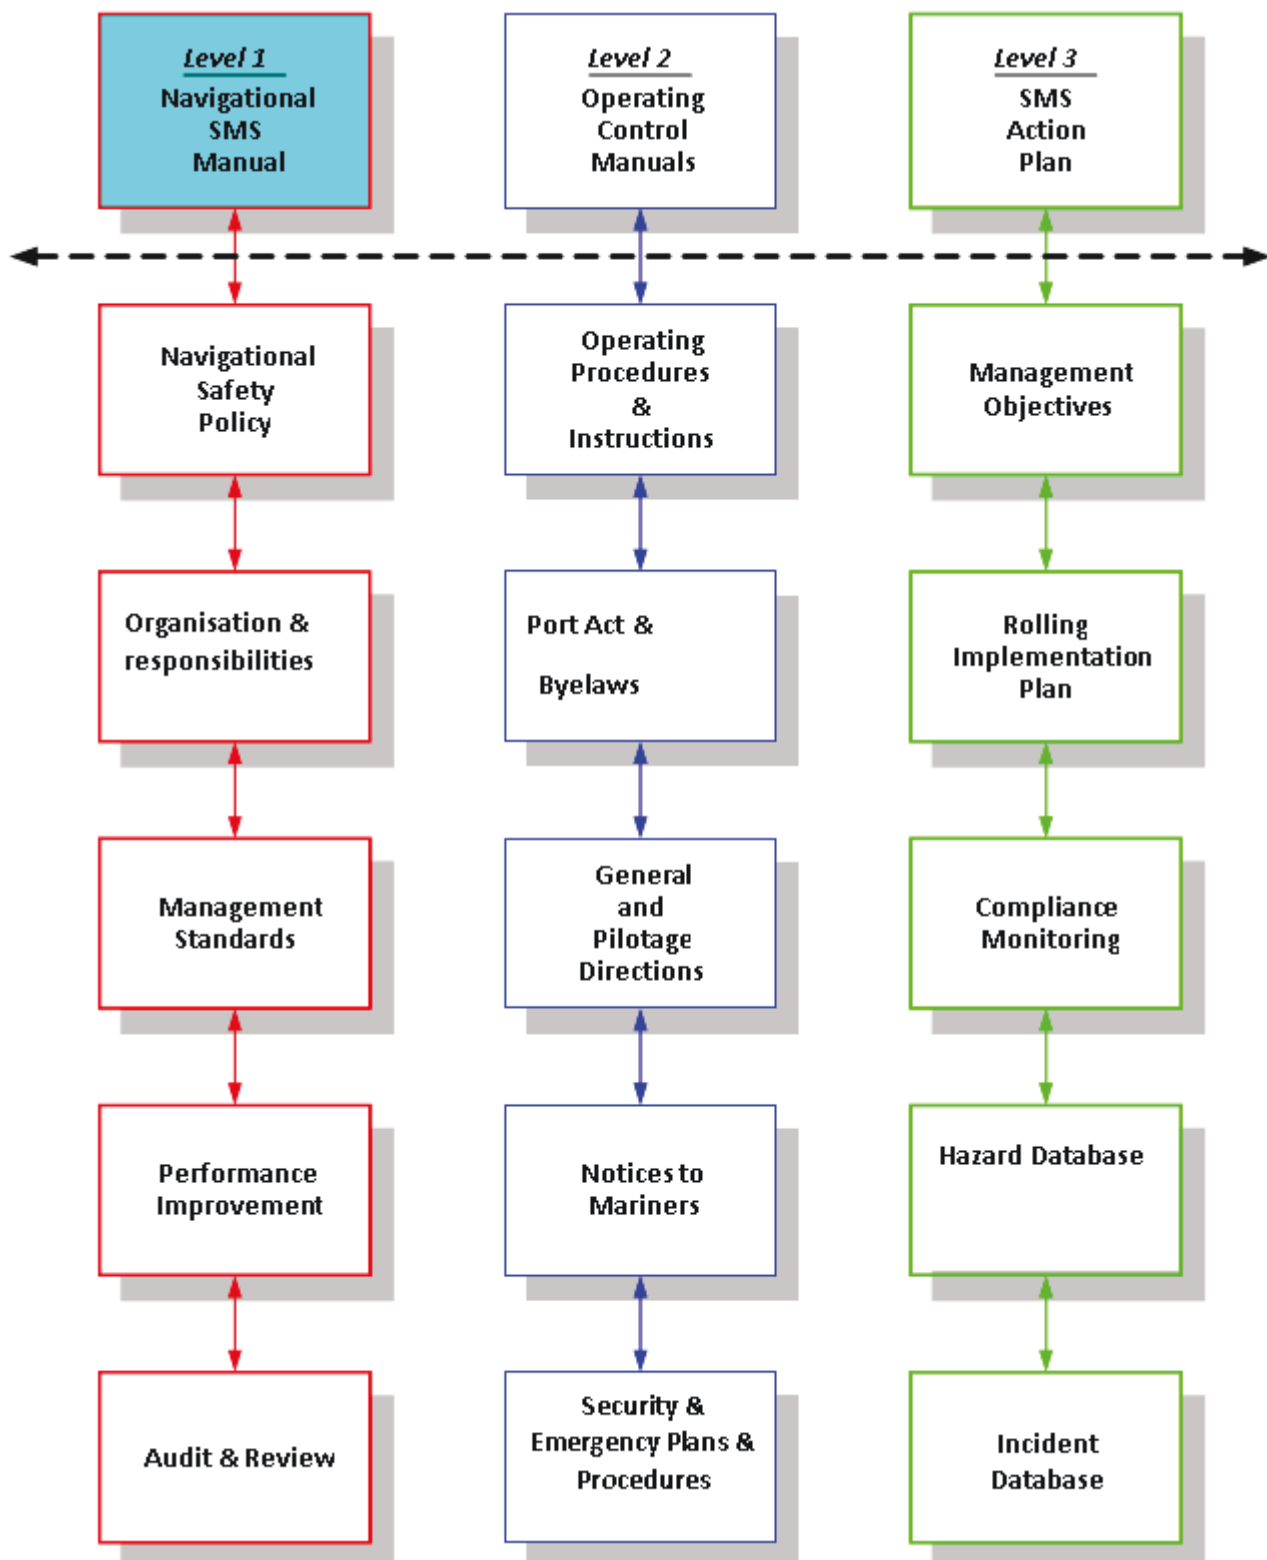 Level 1
Navigational
SMS
Manual
Level 2
Operating
Control
Manuals
Level 3
SMS
Action
Plan
Navigational
Safety
Policy
Operating
Procedures
&
Instructions
Management
Objectives
Organisation &
responsibilities
Port Act &
Byelaws
Rolling
Implementation
Plan
Management
Standards
General
and
Pilotage
Directions
Compliance
Monitoring
Performance
Improvement
Notices to
Mariners
Hazard Database
Audit & Review
Security &
Emergency Plans &
Procedures
Incident
Database